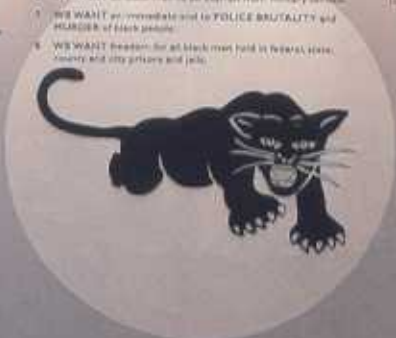 7. WE WANT an immediate end to POLICE BRUTALITY and
MURDER of black people.
8. WE WANT freedom for all black men held in federal, state,
county and city prisons and jails.